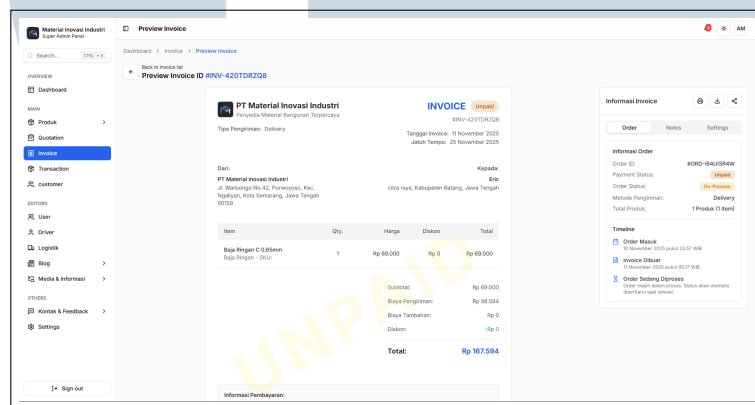 Material Inovasi Industri
Super Admin Panel
Search...
CTRL + K
OVERVIEW
Dashboard
MAIN
Produk
Quotation
Invoice
Transaction
customer
EDITORS
User
Driver
Logistik
Blog
Media & Informasi
OTHERS
Kontak & Feedback
Settings
Sign out
Preview Invoice
AM
Dashboard > Invoice > Preview Invoice
Back to invoice list
Preview Invoice ID #INV-420TDRZQ8
PT Material Inovasi Industri
Penyedia Material Bangunan Terpercaya
Tipe Pengiriman: Delivery
INVOICE Unpaid
#INV-420TDRZQ8
Tanggal Invoice: 11 November 2025
Jatuh Tempo: 25 November 2025
Dari:
PT Material Inovasi Industri
Jl. Walisongo No.42, Purwoyoso, Kec.
Ngaliyan, Kota Semarang, Jawa Tengah
50159
Kepada:
Eric
citra raya, Kabupaten Batang, Jawa Tengah
Item Qty. Harga Diskon Total
Baja Ringan C 0,65mm
Baja Ringan - SKU:
1 Rp 69.000 Rp 0 Rp 69.000
Subtotal: Rp 69.000
Biaya Pengiriman: Rp 98.594
Biaya Tambahan: Rp 0
Diskon: -Rp 0
Total: Rp 167.594
UNPAID
Informasi Pembayaran:
Informasi Invoice
Order Notes Settings
Informasi Order
Order ID: #ORD-I84UISR4W
Payment Status: Unpaid
Order Status: On-Process
Metode Pengiriman: Delivery
Total Produk: 1 Produk (1 Item)
Timeline
Order Masuk
10 November 2025 pukul 23.57 WIB
Invoice Dibuat
11 November 2025 pukul 00.17 WIB
Order Sedang Diproses
Order masih dalam proses. Status akan otomatis
diperbarui saat selesai.